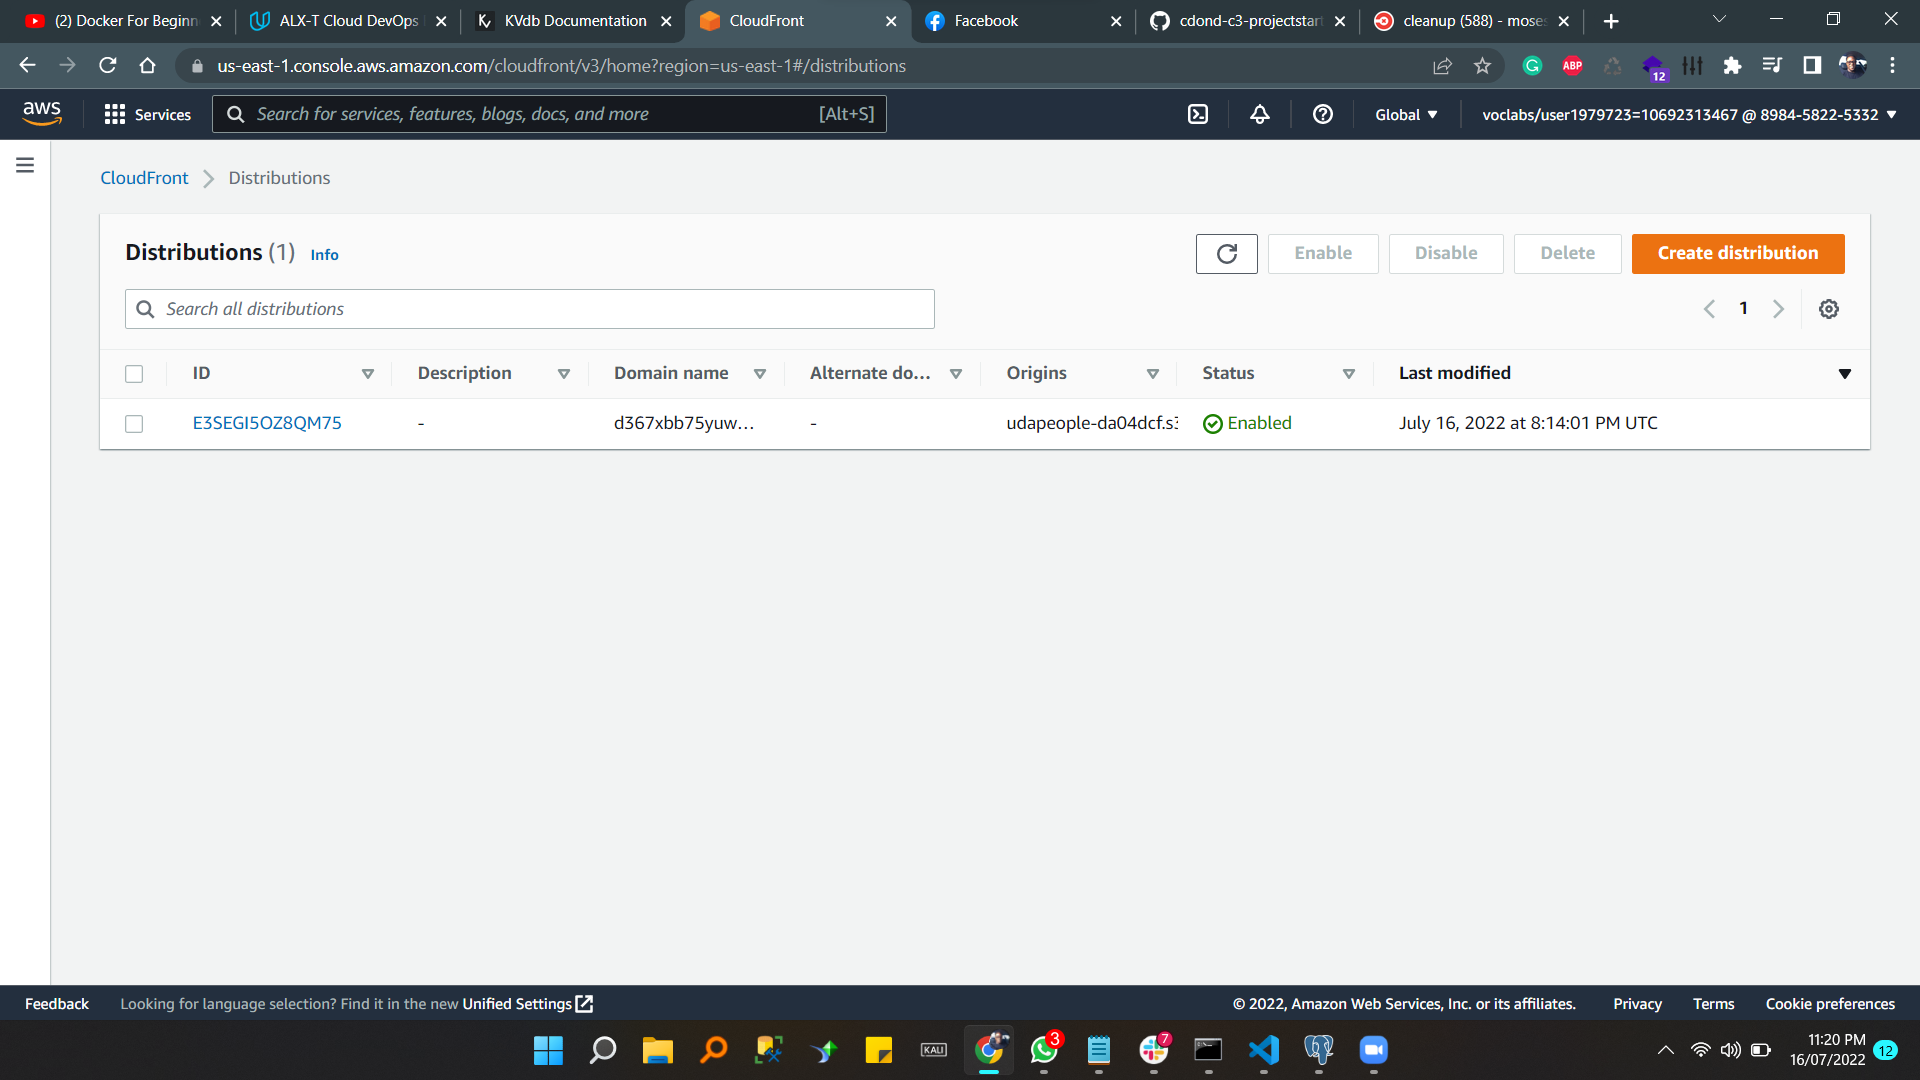 (2) Docker For Beginn
ALX-T Cloud DevOps
KVdb Documentation
CloudFront
Facebook
cdond-c3-projectstart
cleanup (588) - moses
us-east-1.console.aws.amazon.com/cloudfront/v3/home?region=us-east-1#/distributions
ABP
12
aws
Services
Search for services, features, blogs, docs, and more
[Alt+S]
Global
voclabs/user1979723=10692313467 @ 8984-5822-5332
CloudFront
Distributions
Distributions (1) Info
Enable
Disable
Delete
Create distribution
Search all distributions
1
ID
Description
Domain name
Alternate do...
Origins
Status
Last modified
E3SEGI5OZ8QM75
-
d367xbb75yuw...
-
udapeople-da04dcf.s3
Enabled
July 16, 2022 at 8:14:01 PM UTC
Feedback
Looking for language selection? Find it in the new Unified Settings
© 2022, Amazon Web Services, Inc. or its affiliates.
Privacy
Terms
Cookie preferences
KALI
3
7
11:20 PM
16/07/2022
12